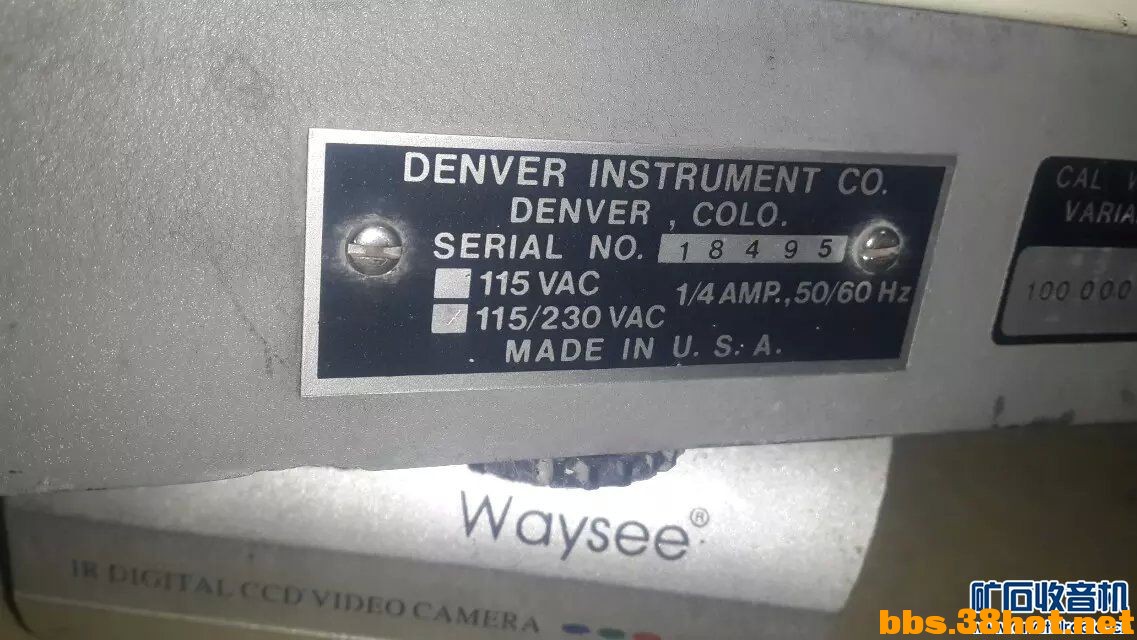 DENVER INSTRUMENT CO.
DENVER , COLO.
SERIAL NO. 18495
115 VAC
1/4 AMP., 50/60 Hz
115/230 VAC
MADE IN U. S. A.
CAL
VARIA
100.000
Waysee®
IR DIGITAL CCD VIDEO CAMERA
矿石收音机
bbs.38hot.net